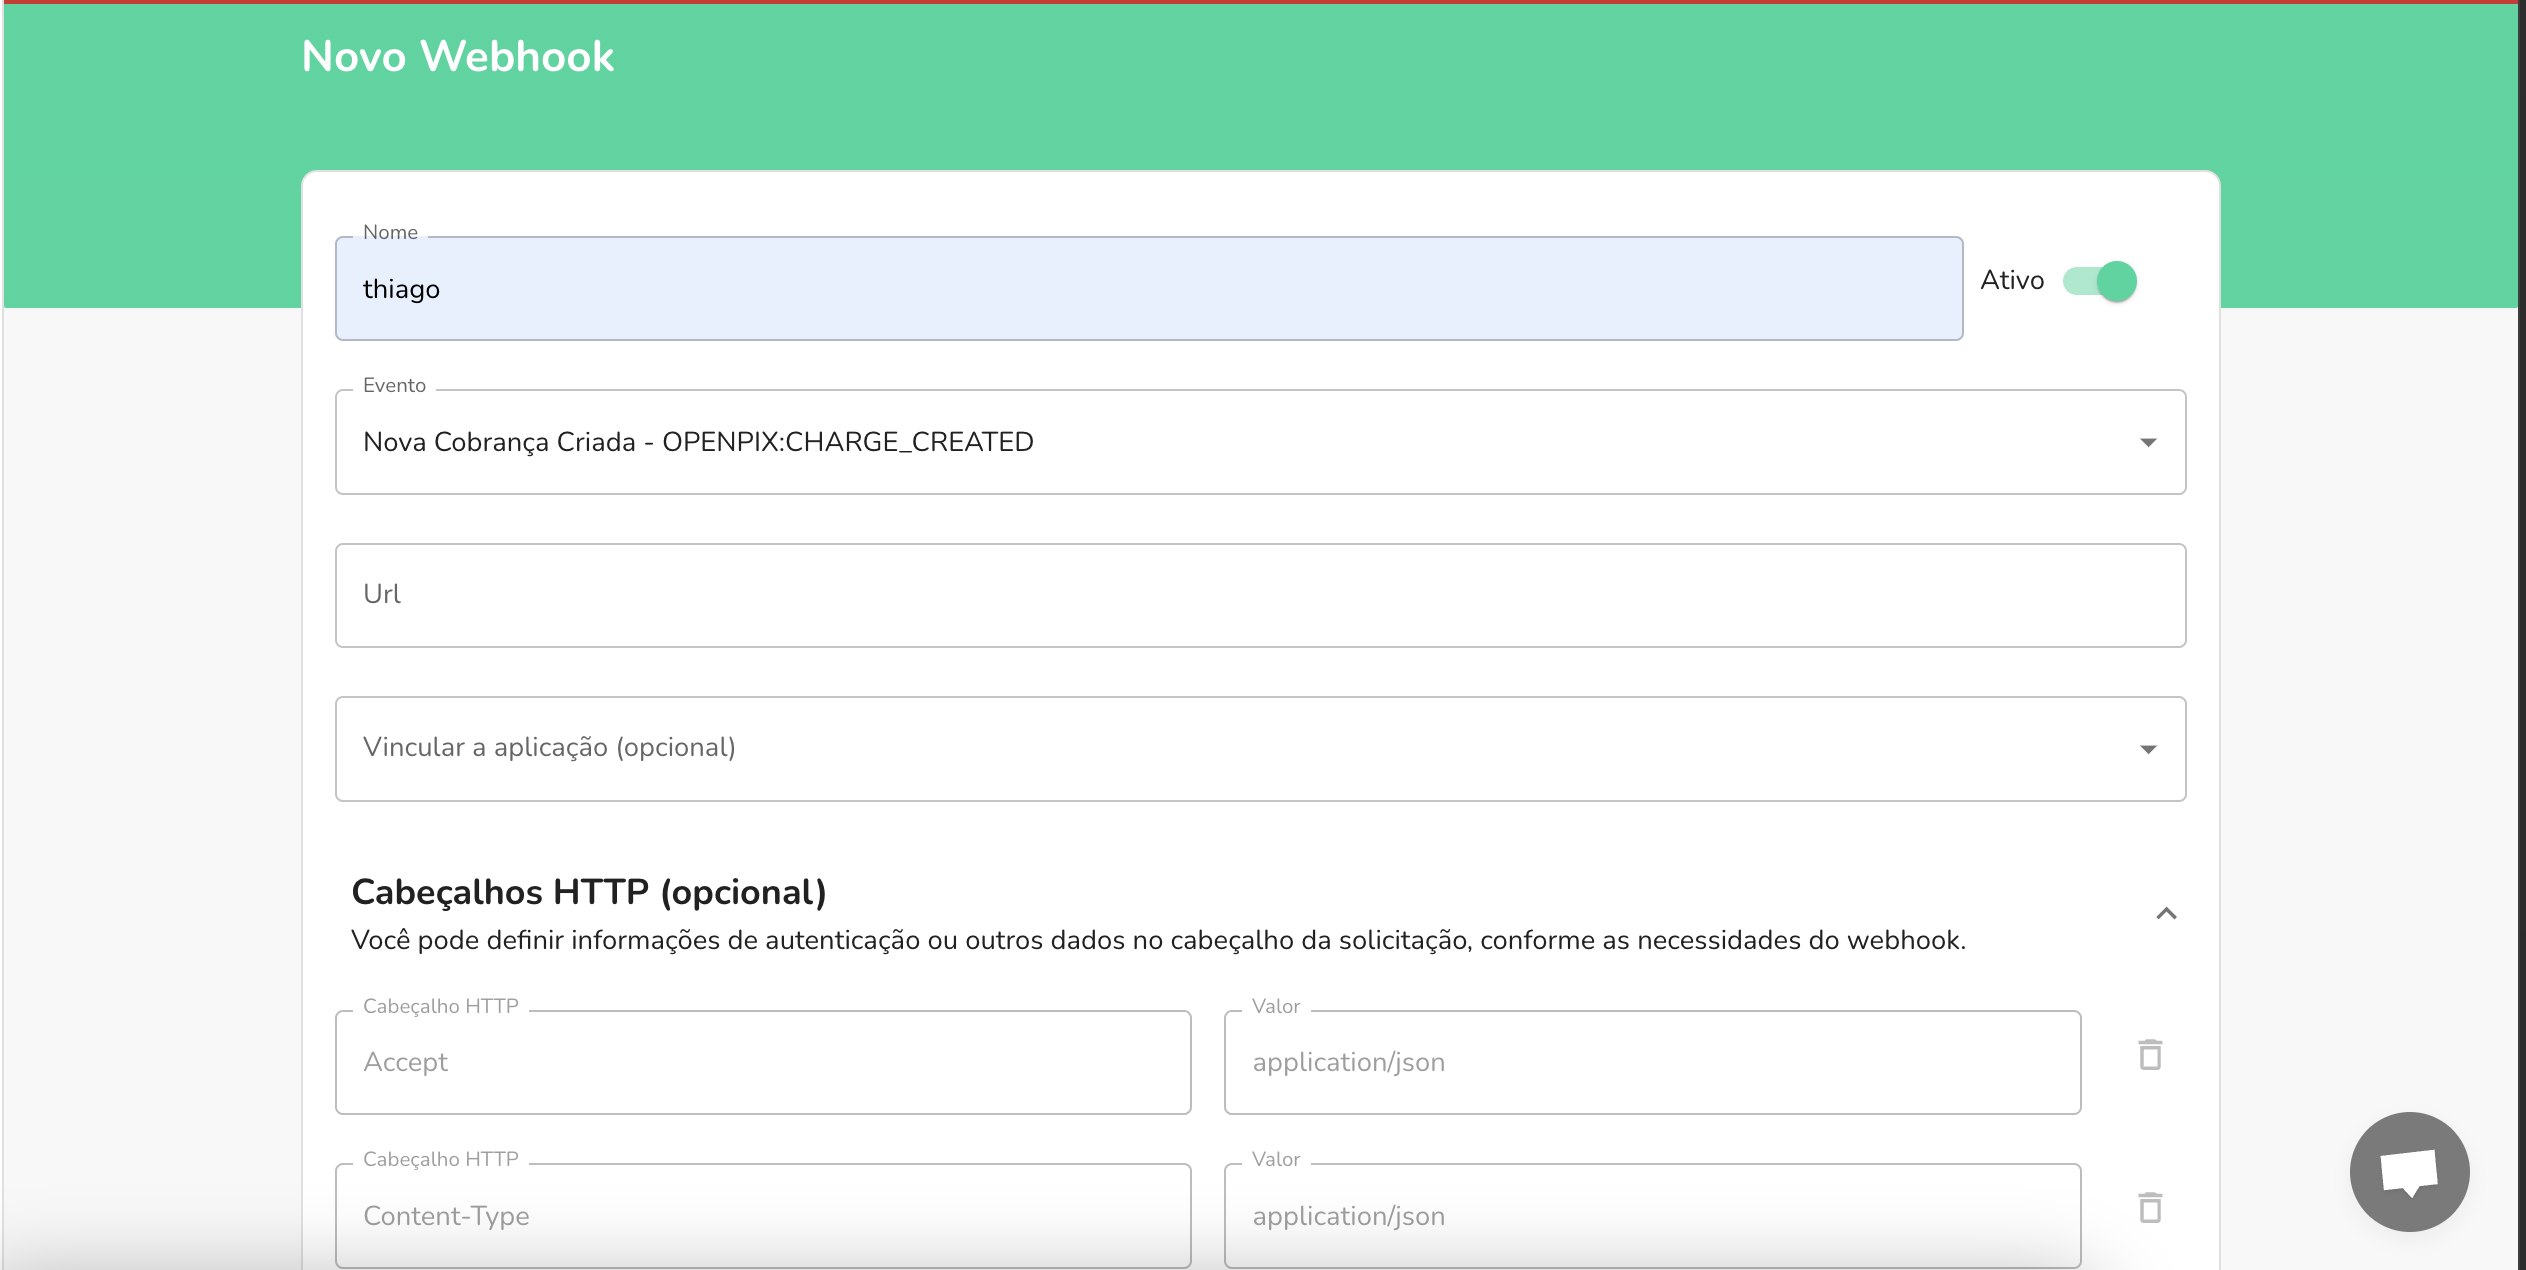 Novo Webhook
Nome
thiago
Ativo
Evento
Nova Cobrança Criada - OPENPIX:CHARGE_CREATED
Url
Vincular a aplicação (opcional)
Cabeçalhos HTTP (opcional)
Você pode definir informações de autenticação ou outros dados no cabeçalho da solicitação, conforme as necessidades do webhook.
Cabeçalho HTTP
Accept
Valor
application/json
Cabeçalho HTTP
Content-Type
Valor
application/json